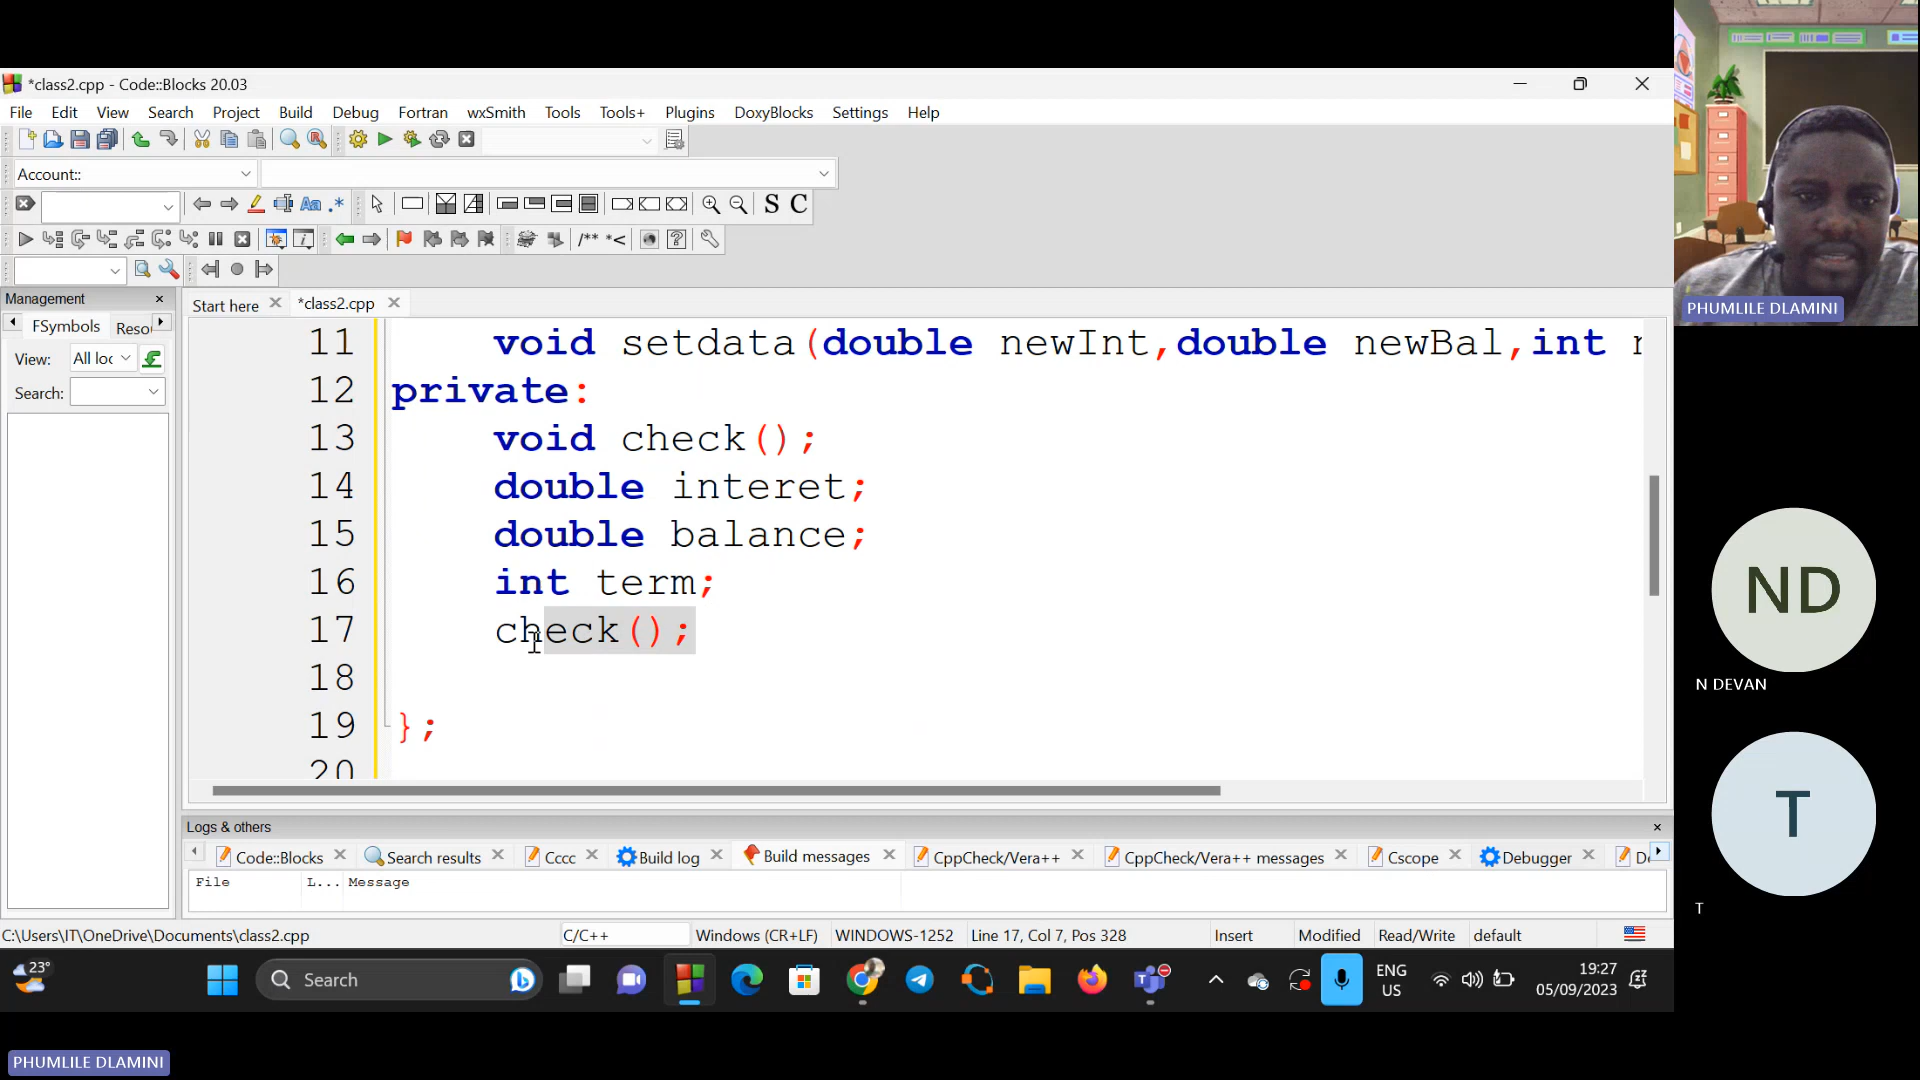 *class2.cpp - Code::Blocks 20.03
File Edit View Search Project Build Debug Fortran wxSmith Tools Tools+ Plugins DoxyBlocks Settings Help
Account::
S C
/** *<
Management
Start here *class2.cpp
FSymbols Reso
View: All loc
Search:
11 void setdata(double newInt,double newBal,int
12 private:
13 void check();
14 double interet;
15 double balance;
16 int term;
17 check();
18
19 };
20
Logs & others
Code::Blocks Search results Cccc Build log Build messages CppCheck/Vera++ CppCheck/Vera++ messages Cscope Debugger
File L... Message
C:\Users\IT\OneDrive\Documents\class2.cpp C/C++ Windows (CR+LF) WINDOWS-1252 Line 17, Col 7, Pos 328 Insert Modified Read/Write default
23° Search ENG US 19:27 05/09/2023
PHUMLILE DLAMINI
PHUMLILE DLAMINI
ND
N DEVAN
T
T